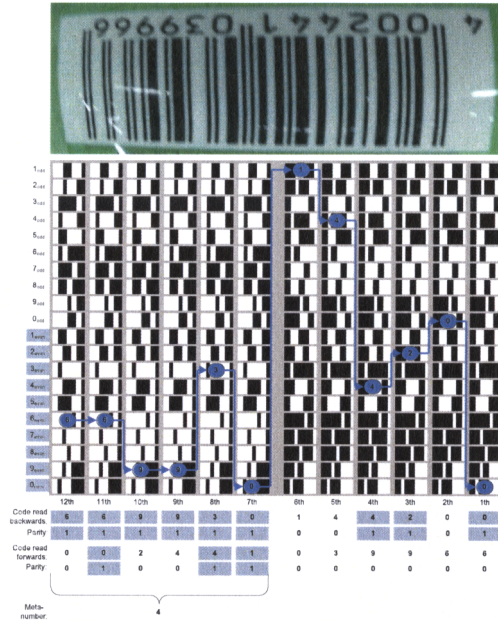 4 002441 039966
1odd
2odd
3odd
4odd
5odd
6odd
7odd
8odd
9odd
0odd
1even
2even
3even
4even
5even
6even
7even
8even
9even
0even
12th 11th 10th 9th 8th 7th 6th 5th 4th 3th 2th 1th
Code read backwards: 6 6 9 9 3 0 1 4 4 2 0 0
Parity 1 1 1 1 1 1 0 0 1 1 0 1
Code read forwards: 0 0 2 4 4 1 0 3 9 9 6 6
Parity: 0 1 0 0 1 1 0 0 0 0 0 0
Meta-number: 4